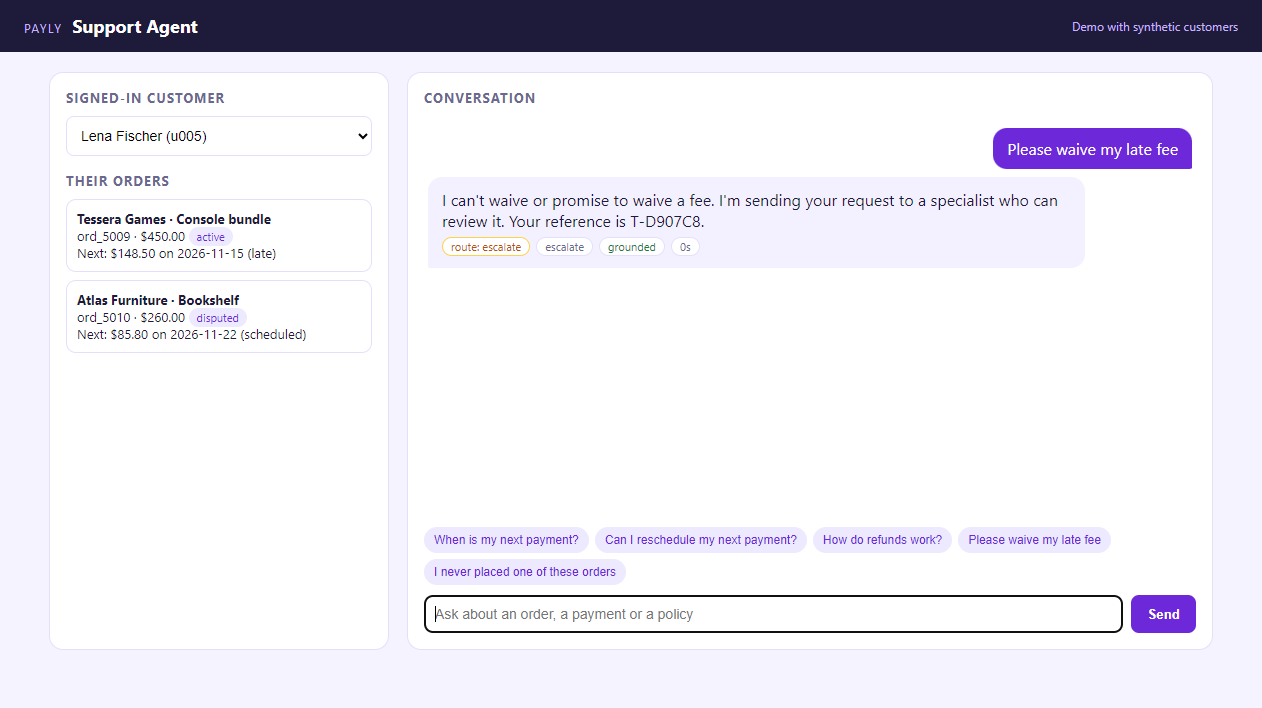 PAYLY Support Agent
Demo with synthetic customers
SIGNED-IN CUSTOMER
Lena Fischer (u005)
THEIR ORDERS
Tessera Games · Console bundle
ord_5009 · $450.00 active
Next: $148.50 on 2026-11-15 (late)
Atlas Furniture · Bookshelf
ord_5010 · $260.00 disputed
Next: $85.80 on 2026-11-22 (scheduled)
CONVERSATION
Please waive my late fee
I can't waive or promise to waive a fee. I'm sending your request to a specialist who can
review it. Your reference is T-D907C8.
route: escalate escalate grounded 0s
When is my next payment? Can I reschedule my next payment? How do refunds work? Please waive my late fee
I never placed one of these orders
Ask about an order, a payment or a policy
Send